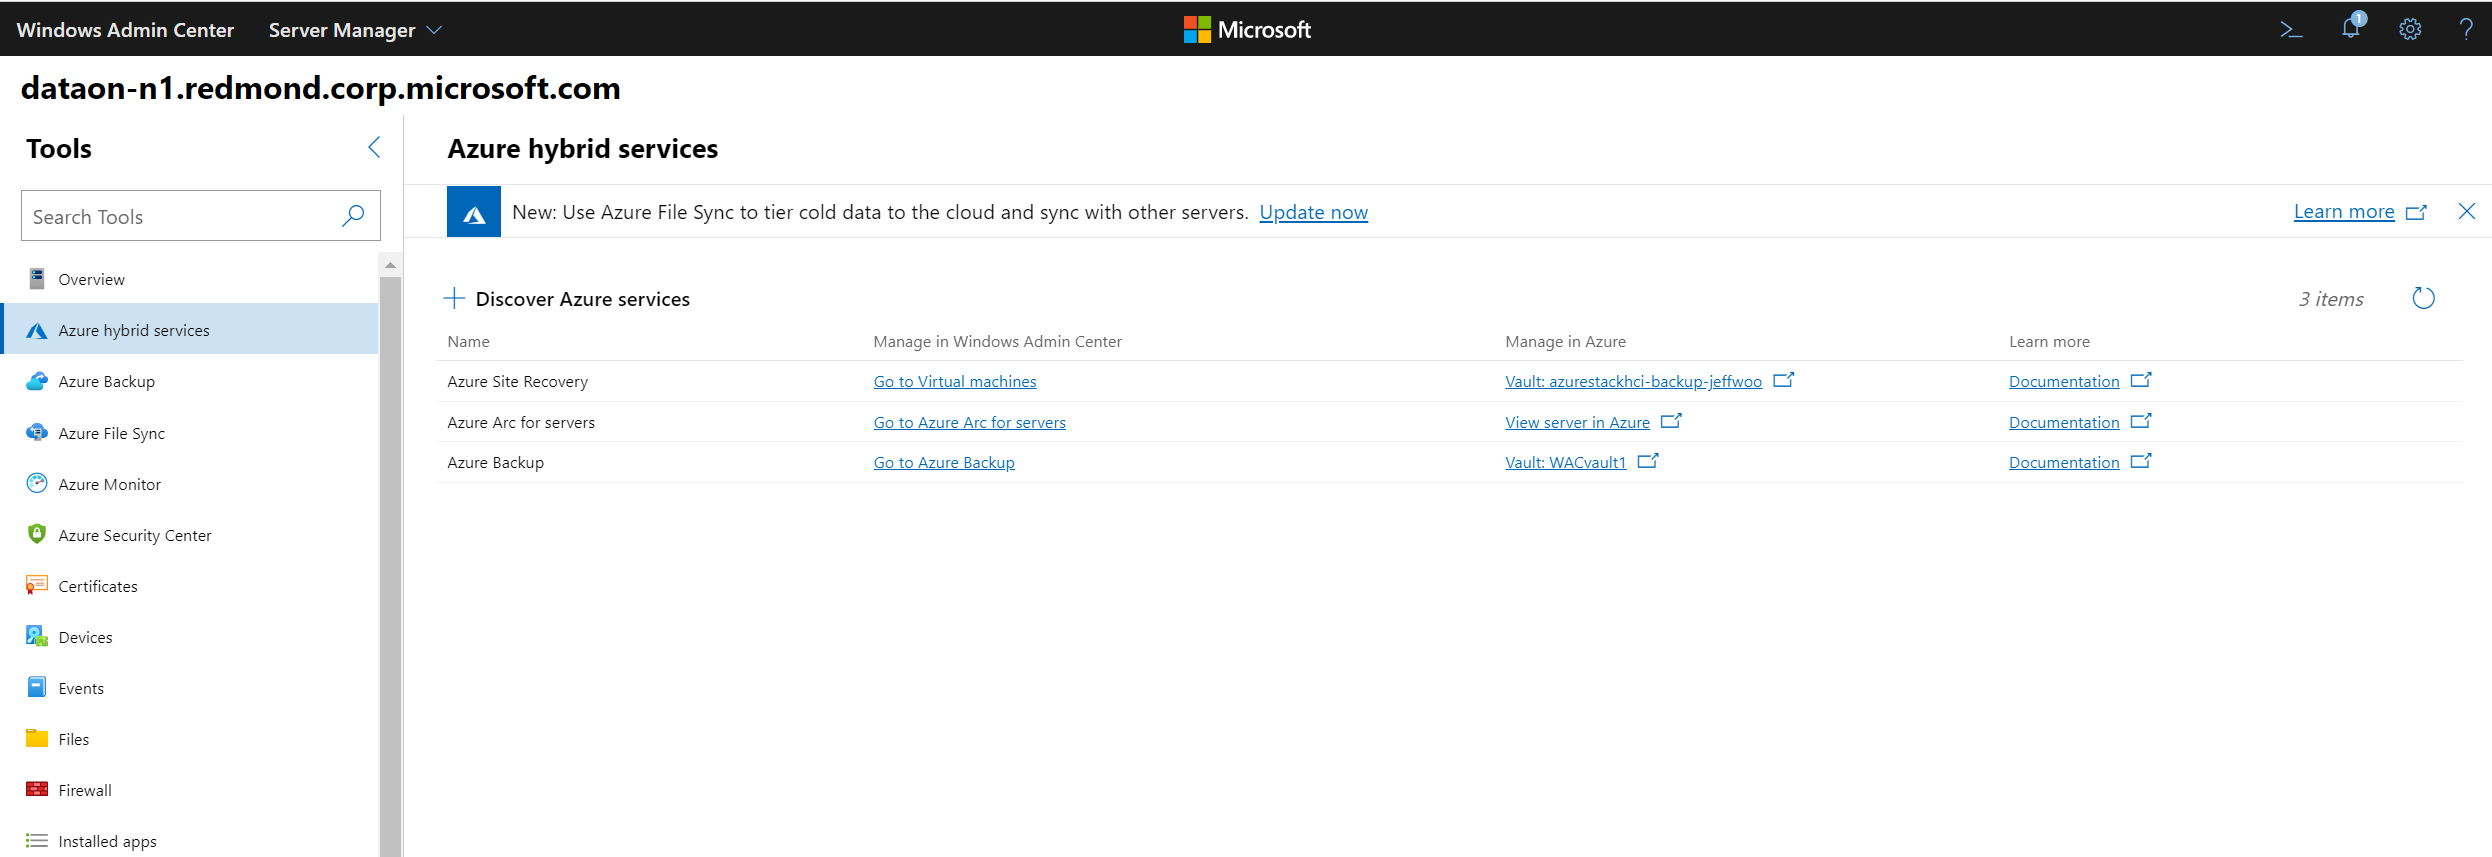 Windows Admin Center Server Manager Microsoft 1
dataon-n1.redmond.corp.microsoft.com
Tools
Search Tools
Overview
Azure hybrid services
Azure Backup
Azure File Sync
Azure Monitor
Azure Security Center
Certificates
Devices
Events
Files
Firewall
Installed apps
Azure hybrid services
New: Use Azure File Sync to tier cold data to the cloud and sync with other servers. Update now Learn more
Discover Azure services 3 items
Name Manage in Windows Admin Center Manage in Azure Learn more
Azure Site Recovery Go to Virtual machines Vault: azurestackhci-backup-jeffwoo Documentation
Azure Arc for servers Go to Azure Arc for servers View server in Azure Documentation
Azure Backup Go to Azure Backup Vault: WACvault1 Documentation